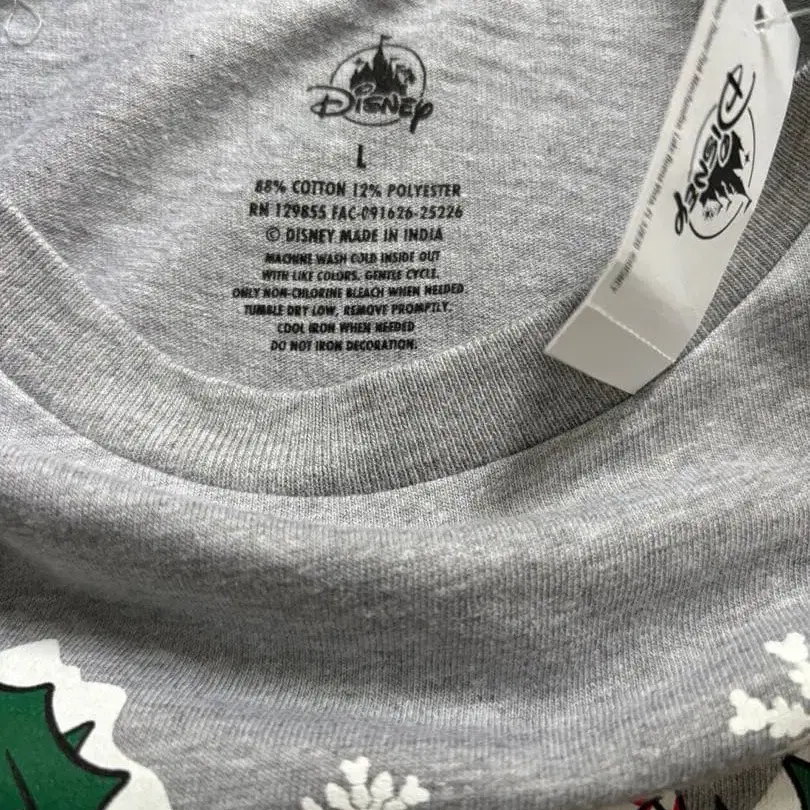 Disney
L
88% COTTON 12% POLYESTER
RN 129855 FAC-091626-25226
© DISNEY MADE IN INDIA
MACHINE WASH COLD INSIDE OUT
WITH LIKE COLORS, GENTLE CYCLE.
ONLY NON-CHLORINE BLEACH WHEN NEEDED
TUMBLE DRY LOW, REMOVE PROMPTLY.
COOL IRON WHEN NEEDED
DO NOT IRON DECORATION.
Disney